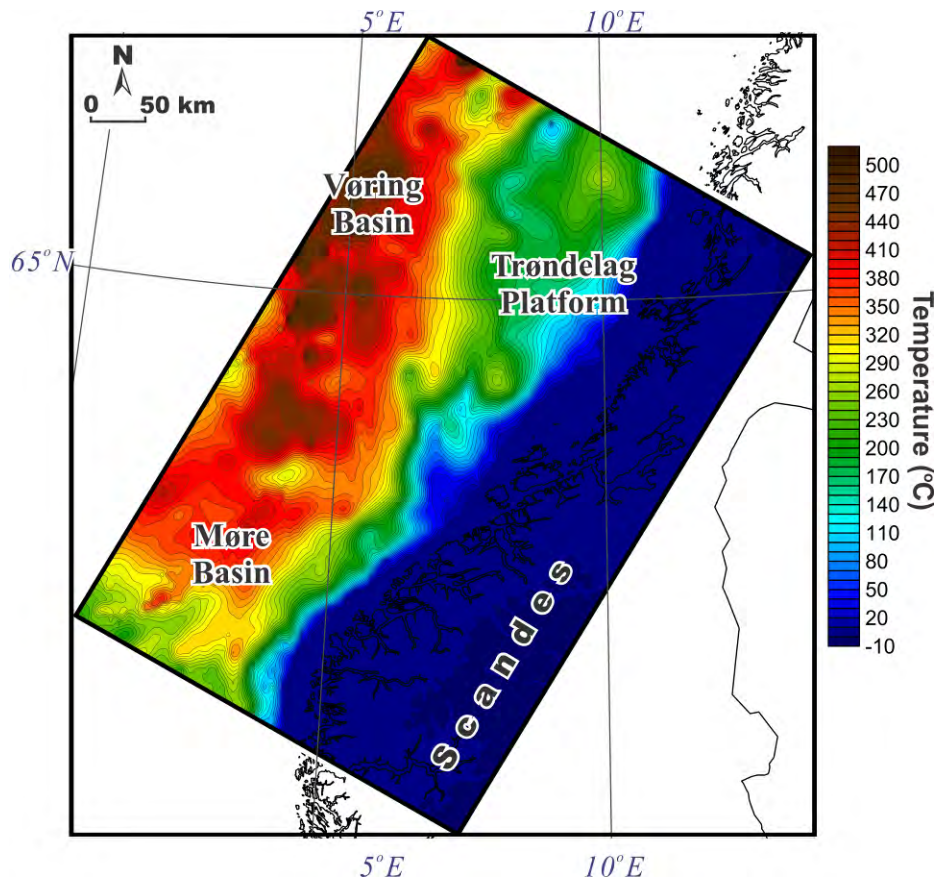 5°E 10°E
N
0 50 km
Vøring
Basin
65°N
Trøndelag
Platform
Møre
Basin
Scandes
500
470
440
410
380
350
320
290
260
230
200
170
140
110
80
50
20
-10
Temperature (ºC)
5°E 10°E